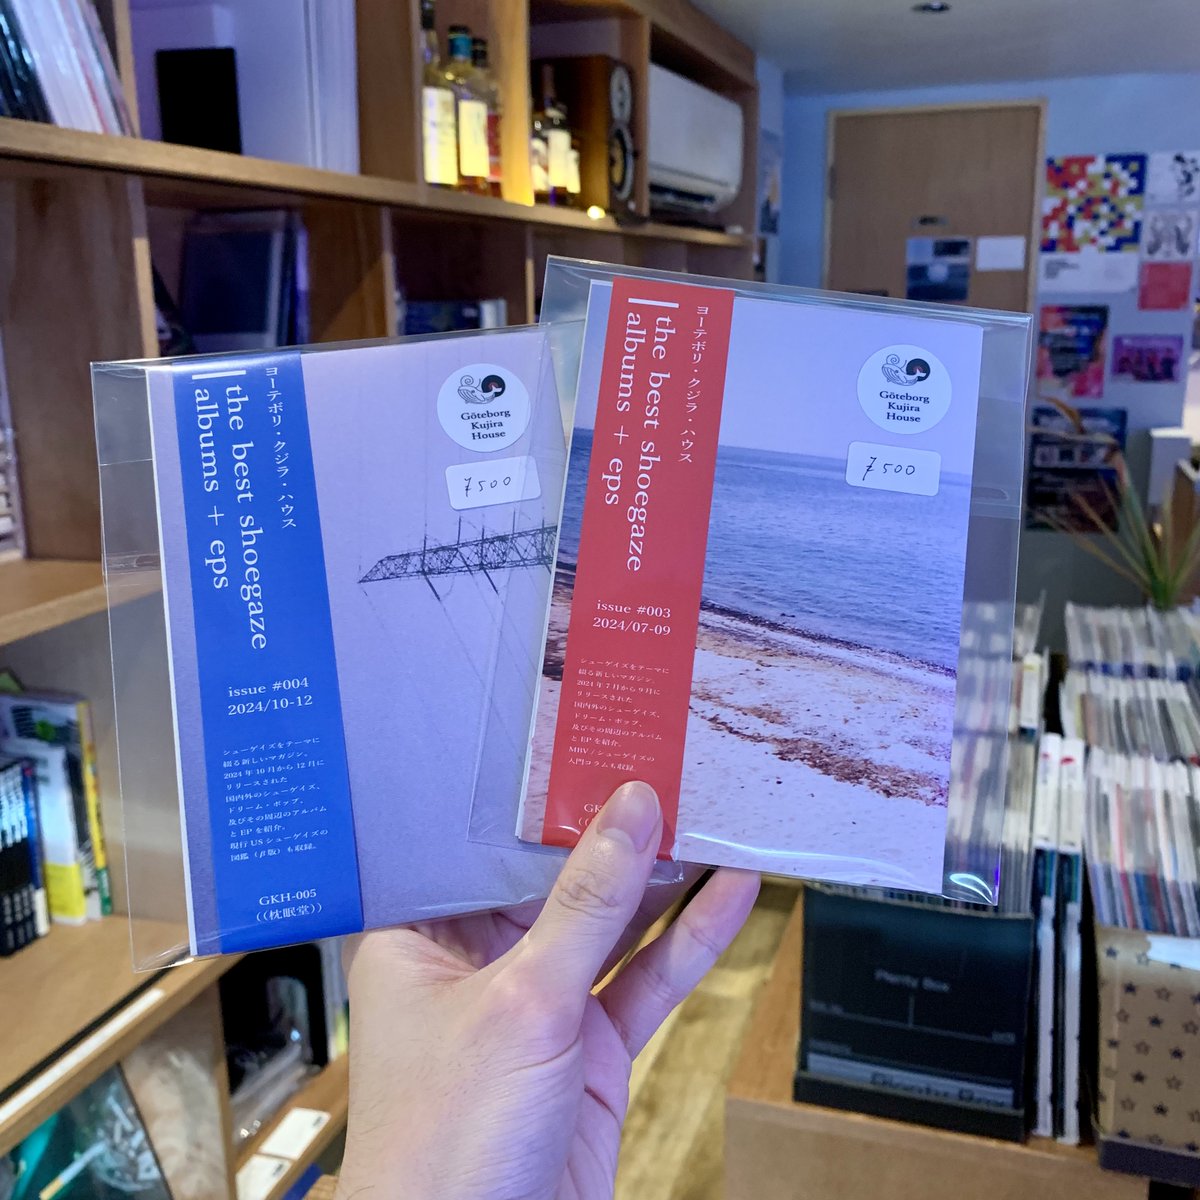 ヨーテボリ・クジラ・ハウス
the best shoegaze
albums + eps
issue #004
2024/10-12
シューゲイズをテーマに
綴る新しいマガジン。
2024年10月から12月に
リリースされた
国内外のシューゲイズ、
ドリーム・ポップ、
及びその周辺のアルバム
と EP を紹介。
現行 US シューゲイズの
図鑑（β版）も収録。
GKH-005
((枕眠堂))
Göteborg
Kujira
House
7500
ヨーテボリ・クジラ・ハウス
the best shoegaze
albums + eps
issue #003
2024/07-09
シューゲイズをテーマに
綴る新しいマガジン。
2024年7月から9月に
リリースされた
国内外のシューゲイズ、
ドリーム・ポップ、
及びその周辺のアルバム
と EP を紹介。
MBV / シューゲイズの
入門コラムも収録。
GK
Göteborg
Kujira
House
7500
Plenty Box